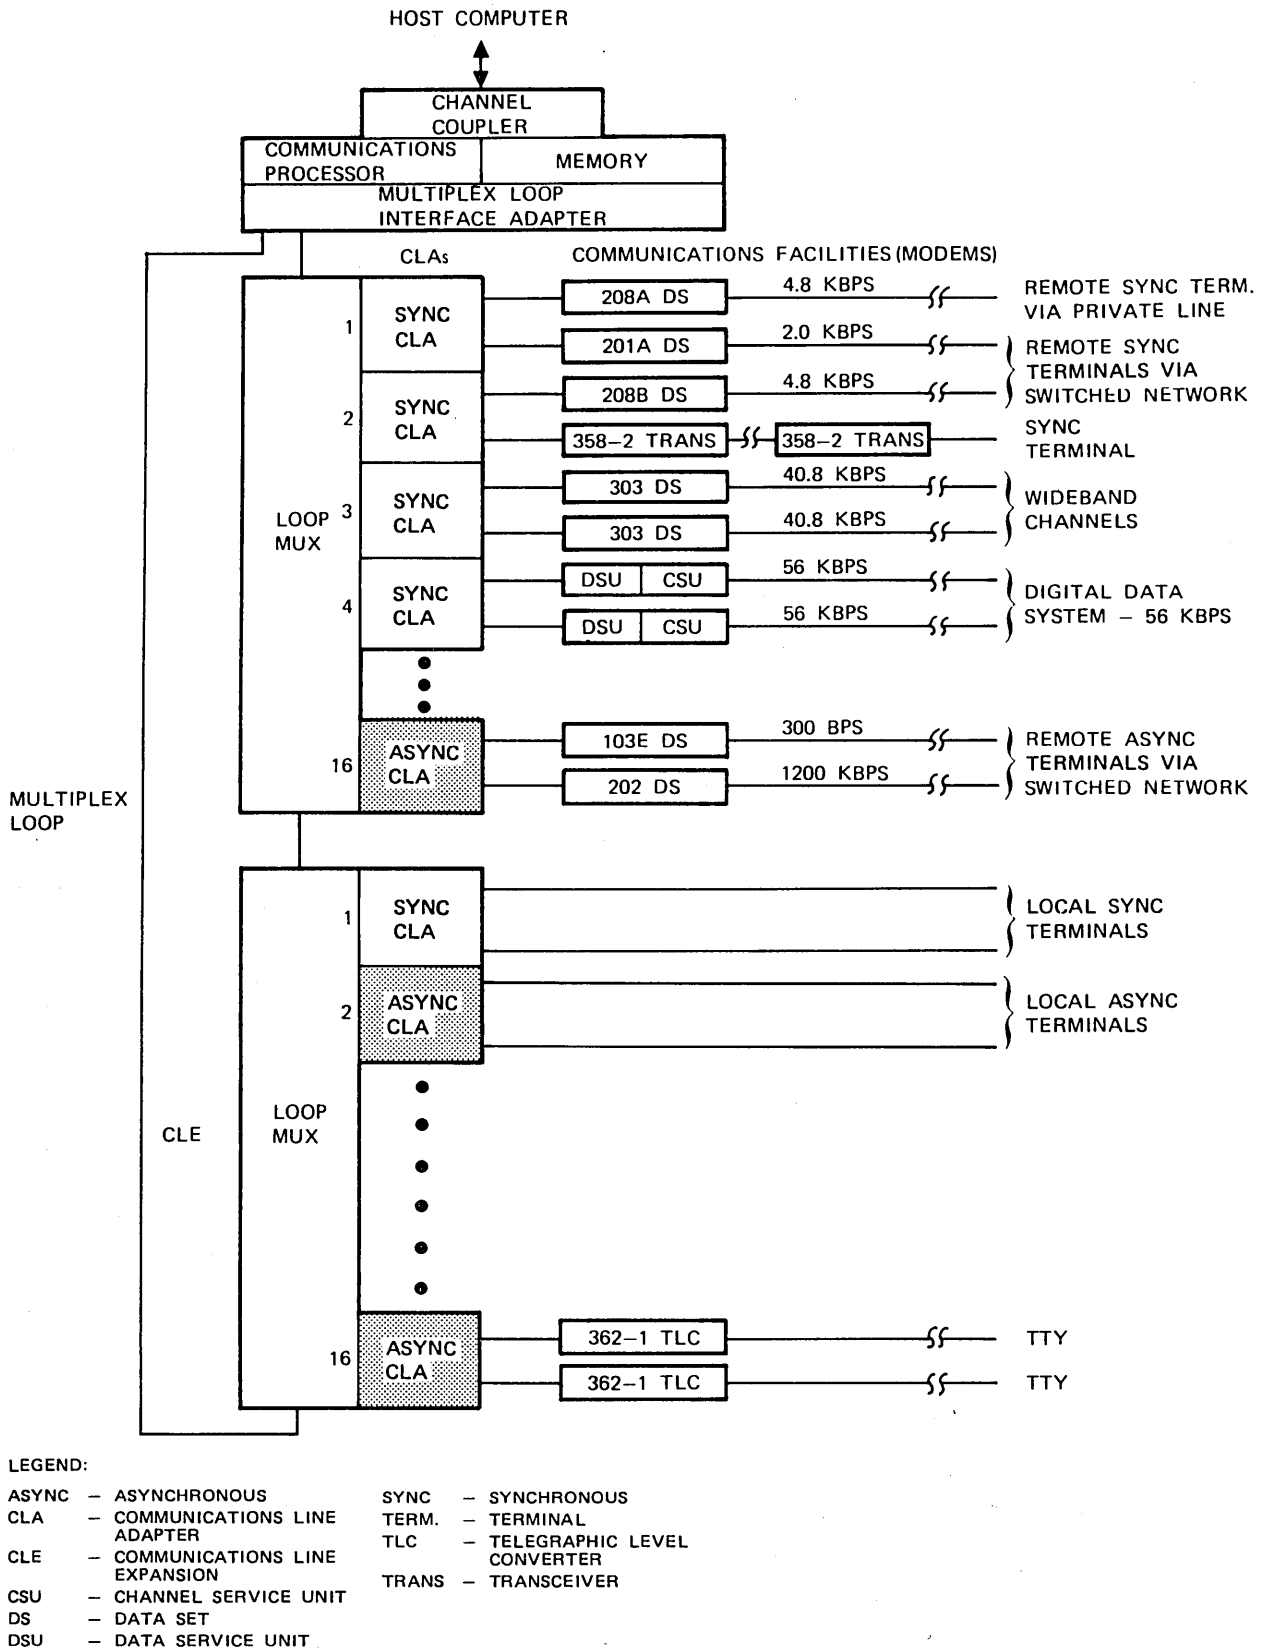 HOST COMPUTER
CHANNEL
COUPLER
COMMUNICATIONS
PROCESSOR
MEMORY
MULTIPLEX LOOP
INTERFACE ADAPTER
CLAs
COMMUNICATIONS FACILITIES (MODEMS)
LOOP
MUX
1
SYNC
CLA
208A DS
4.8 KBPS
REMOTE SYNC TERM.
VIA PRIVATE LINE
201A DS
2.0 KBPS
REMOTE SYNC
TERMINALS VIA
SWITCHED NETWORK
2
SYNC
CLA
208B DS
4.8 KBPS
358-2 TRANS
358-2 TRANS
SYNC
TERMINAL
3
SYNC
CLA
303 DS
40.8 KBPS
303 DS
40.8 KBPS
WIDEBAND
CHANNELS
4
SYNC
CLA
DSU
CSU
56 KBPS
DSU
CSU
56 KBPS
DIGITAL DATA
SYSTEM – 56 KBPS
16
ASYNC
CLA
103E DS
300 BPS
202 DS
1200 KBPS
REMOTE ASYNC
TERMINALS VIA
SWITCHED NETWORK
MULTIPLEX
LOOP
1
SYNC
CLA
LOCAL SYNC
TERMINALS
2
ASYNC
CLA
LOCAL ASYNC
TERMINALS
CLE
LOOP
MUX
16
ASYNC
CLA
362-1 TLC
TTY
362-1 TLC
TTY
LEGEND:
ASYNC – ASYNCHRONOUS
CLA – COMMUNICATIONS LINE
ADAPTER
CLE – COMMUNICATIONS LINE
EXPANSION
CSU – CHANNEL SERVICE UNIT
DS – DATA SET
DSU – DATA SERVICE UNIT
SYNC – SYNCHRONOUS
TERM. – TERMINAL
TLC – TELEGRAPHIC LEVEL
CONVERTER
TRANS – TRANSCEIVER